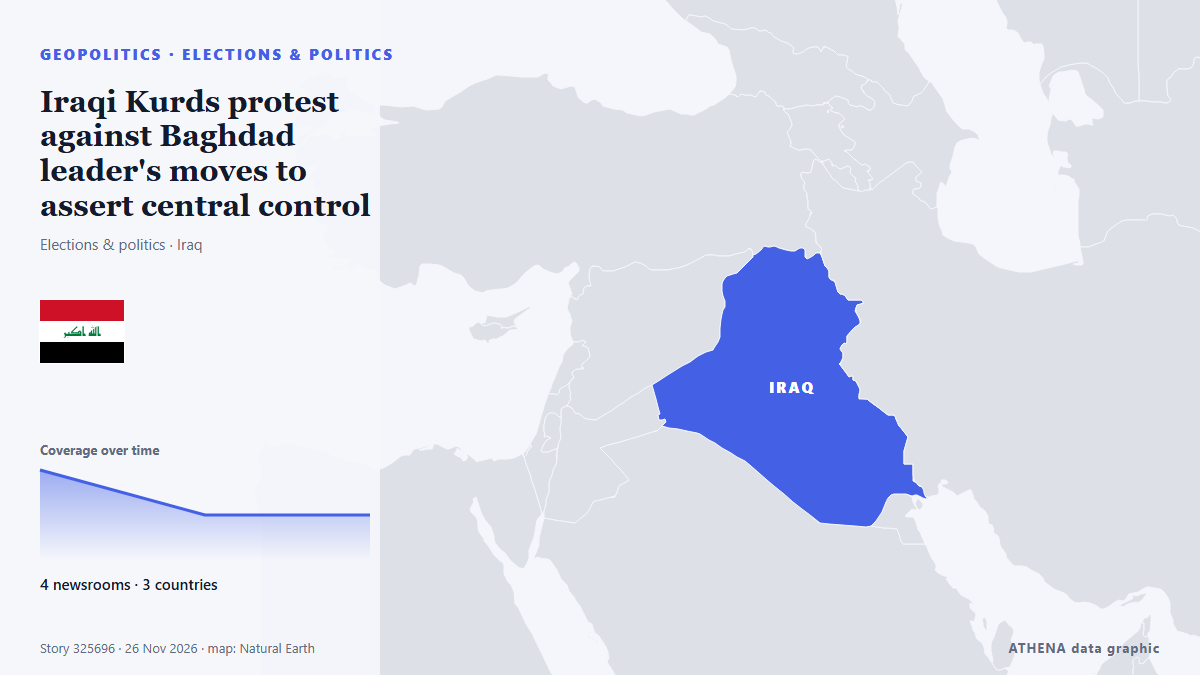 GEOPOLITICS · ELECTIONS & POLITICS
Iraqi Kurds protest
against Baghdad
leader's moves to
assert central control
Elections & politics · Iraq
الله اكبر
IRAQ
Coverage over time
4 newsrooms · 3 countries
Story 325696 · 26 Nov 2026 · map: Natural Earth
ATHENA data graphic